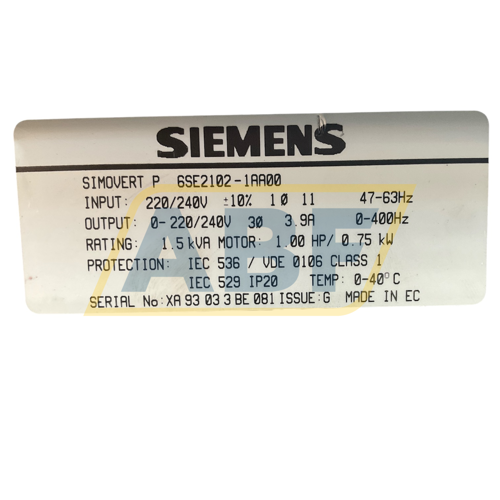 SIEMENS
SIMOVERT P 6SE2102-1AA00
INPUT: 220/240V ±10% 1Ø 11 47-63Hz
OUTPUT: 0-220/240V 3Ø 3.9A 0-400Hz
RATING: 1.5 kVA MOTOR: 1.00 HP/ 0.75 kW
PROTECTION: IEC 536 / VDE 0106 CLASS 1
IEC 529 IP20 TEMP: 0-40°C
SERIAL No: XA 93 03 3 BE 081 ISSUE: G MADE IN EC
ABF